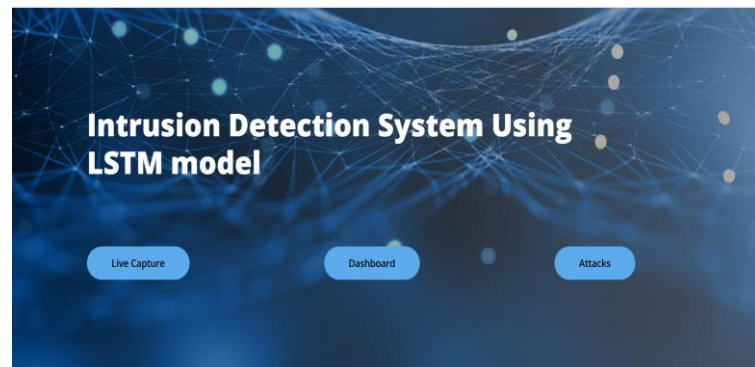 Intrusion Detection System Using
LSTM model
Live Capture
Dashboard
Attacks